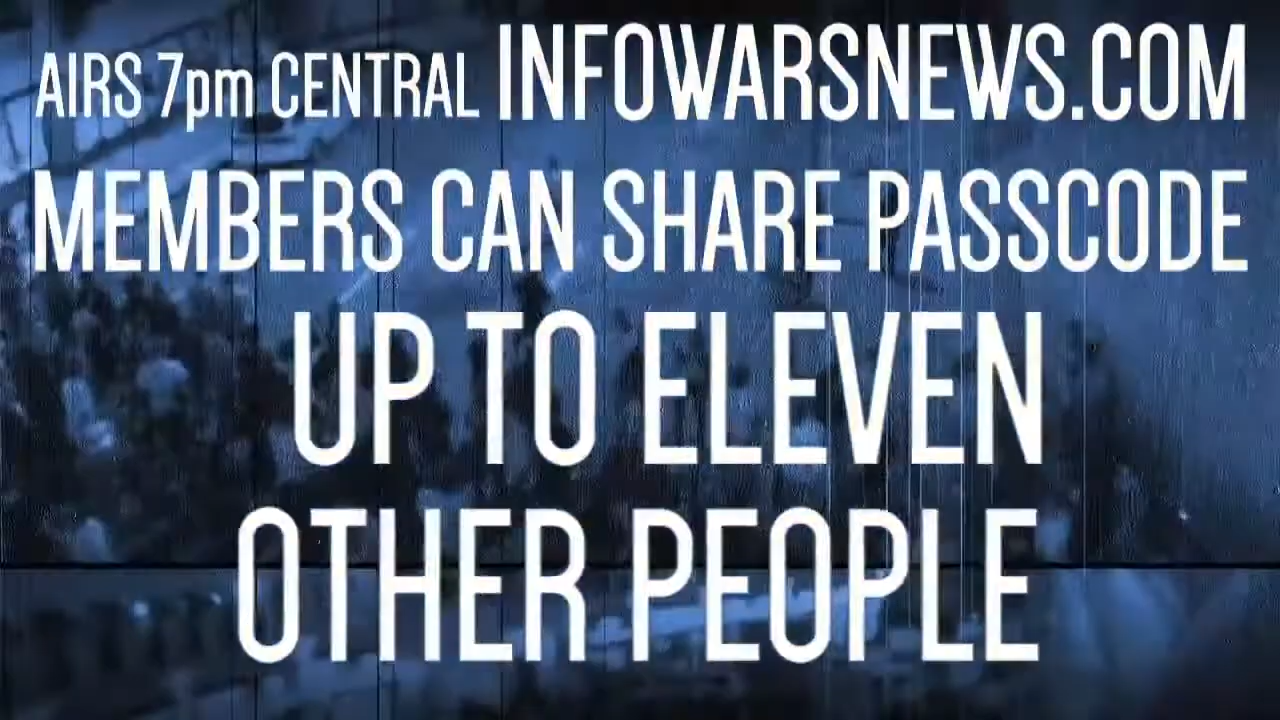 AIRS 7pm CENTRAL INFOWARSNEWS.COM
MEMBERS CAN SHARE PASSCODE
UP TO ELEVEN
OTHER PEOPLE